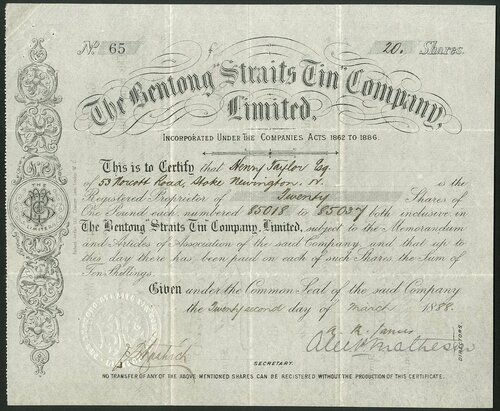 No. 65
20. Shares.
The Bentong "Straits Tin" Company,
Limited.
INCORPORATED UNDER THE COMPANIES ACTS 1862 TO 1886.
This is to Certify that Henry Taylor Esq.
of 53 Howott Road, Stoke Newington, N. is the
Registered Proprietor of Twenty Shares of
One Pound each numbered 85018 to 85037 both inclusive in
The Bentong "Straits Tin" Company, Limited, subject to the Memorandum
and Articles of Association of the said Company, and that up to
this day there has been paid on each of such Shares the Sum of
Ten Shillings.
Given under the Common Seal of the said Company
the Twenty second day of March 1888.
DIRECTORS.
SECRETARY.
NO TRANSFER OF ANY OF THE ABOVE MENTIONED SHARES CAN BE REGISTERED WITHOUT THE PRODUCTION OF THIS CERTIFICATE.
THE
LIMITED